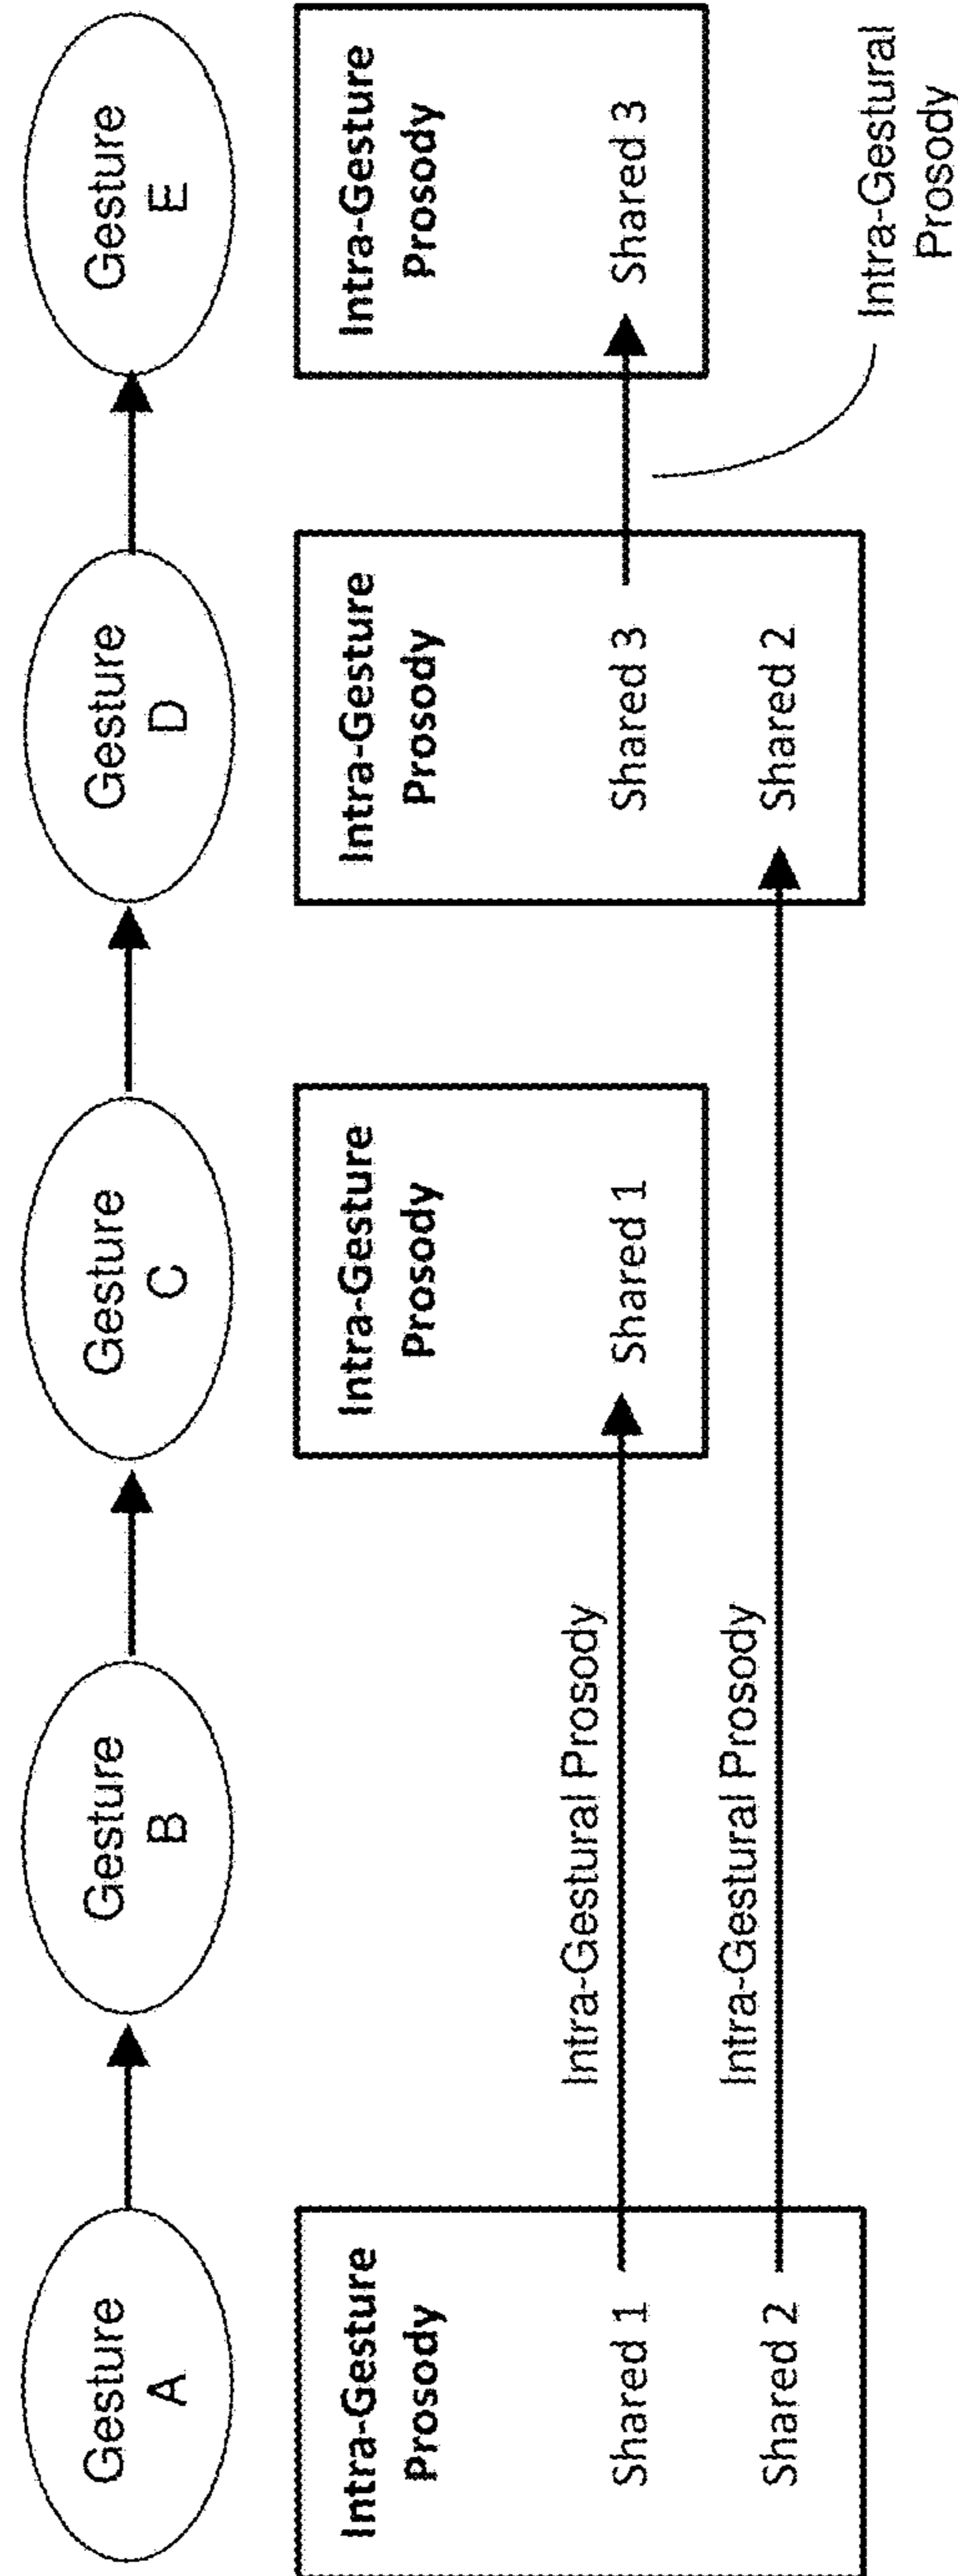 Gesture
A
Gesture
B
Gesture
C
Gesture
D
Gesture
E
Intra-Gesture
Prosody
Shared 1
Shared 2
Intra-Gestural Prosody
Intra-Gestural Prosody
Intra-Gesture
Prosody
Shared 1
Intra-Gesture
Prosody
Shared 3
Shared 2
Intra-Gesture
Prosody
Shared 3
Intra-Gestural
Prosody